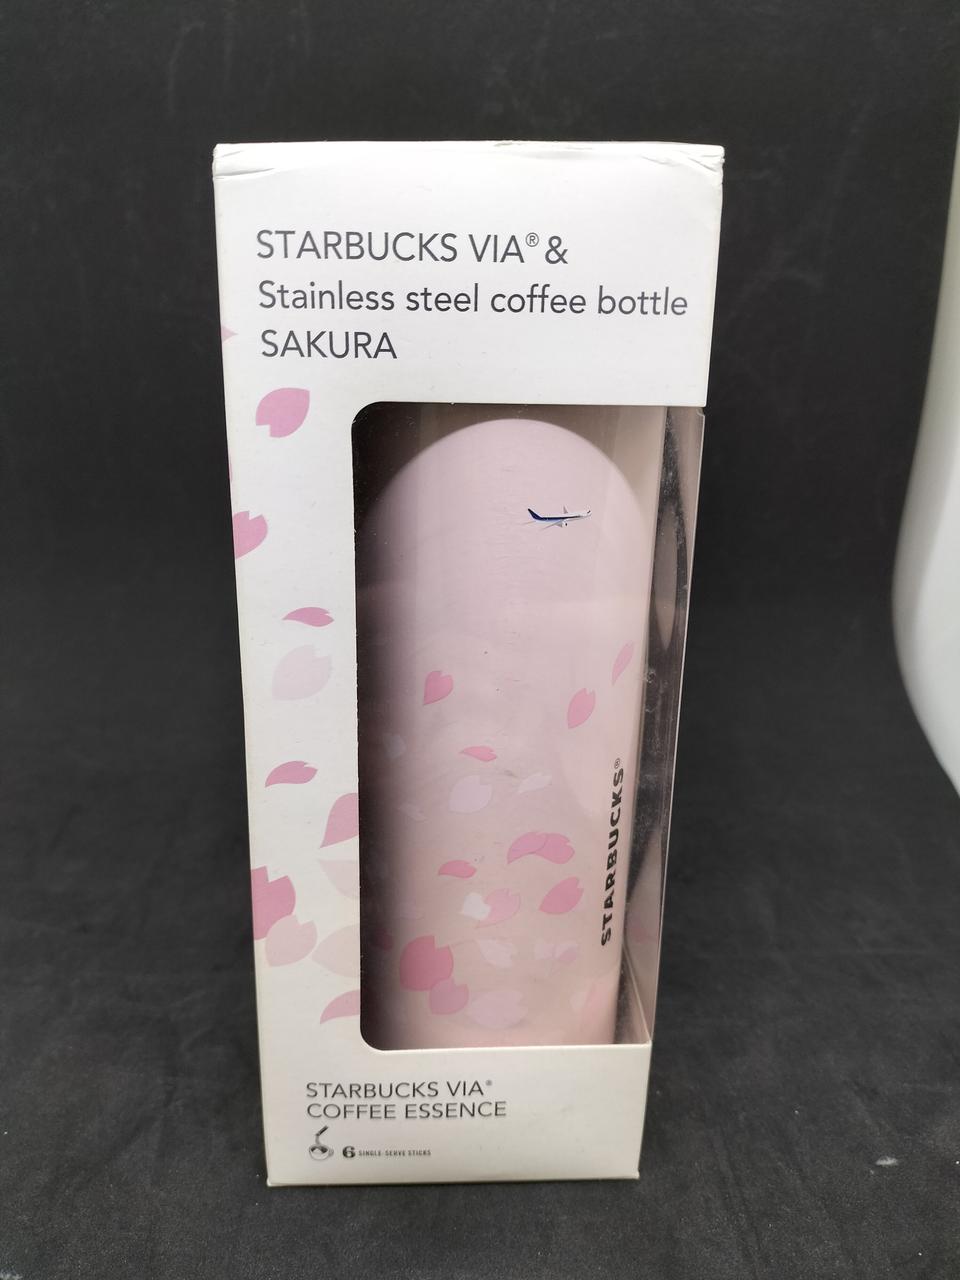 STARBUCKS VIA® &
Stainless steel coffee bottle
SAKURA
STARBUCKS®
STARBUCKS VIA®
COFFEE ESSENCE
6 SINGLE-SERVE STICKS